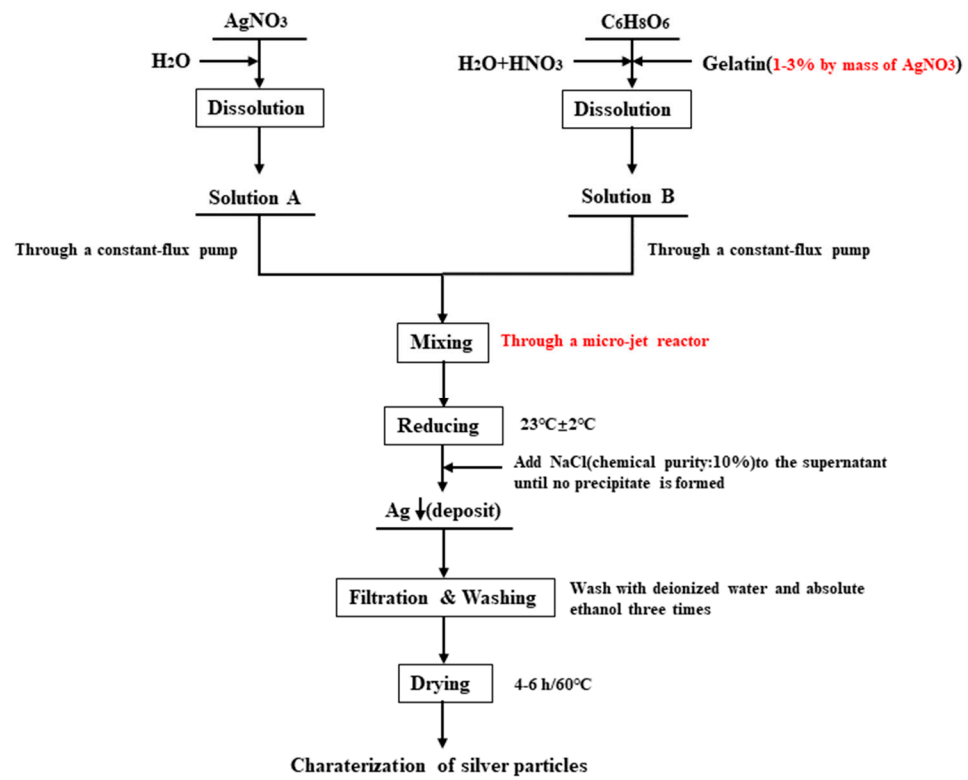 AgNO3
C6H8O6
H2O
H2O+HNO3
Gelatin(1-3% by mass of AgNO3)
Dissolution
Dissolution
Solution A
Solution B
Through a constant-flux pump
Through a constant-flux pump
Mixing
Through a micro-jet reactor
Reducing
23℃±2℃
Add NaCl(chemical purity:10%)to the supernatant
until no precipitate is formed
Ag↓(deposit)
Filtration & Washing
Wash with deionized water and absolute
ethanol three times
Drying
4-6 h/60℃
Charaterization of silver particles